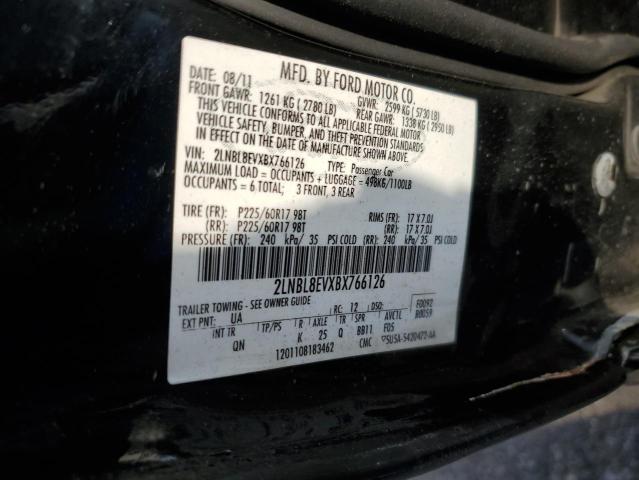 MFD. BY FORD MOTOR CO.
DATE: 08/11 GVWR: 2599 KG (5730 LB)
FRONT GAWR: 1261 KG (2780 LB) REAR GAWR: 1338 KG (2950 LB)
THIS VEHICLE CONFORMS TO ALL APPLICABLE FEDERAL MOTOR
VEHICLE SAFETY, BUMPER, AND THEFT PREVENTION STANDARDS
IN EFFECT ON THE DATE OF MANUFACTURE SHOWN ABOVE.
VIN: 2LNBL8EVXBX766126 TYPE: Passenger Car
MAXIMUM LOAD = OCCUPANTS + LUGGAGE = 498KG/1100LB
OCCUPANTS = 6 TOTAL; 3 FRONT, 3 REAR
TIRE (FR): P225/60R17 98T RIMS (FR): 17 X 7.0J
(RR): P225/60R17 98T (RR): 17 X 7.0J
PRESSURE (FR): 240 kPa/ 35 PSI COLD (RR): 240 kPa/ 35 PSI COLD
2LNBL8EVXBX766126
TRAILER TOWING - SEE OWNER GUIDE F0092
EXT PNT: UA RC: 12 DSO: R0059
INT TR TP/PS R AXLE TR SPR AVCTL
QN K 25 Q BB11 FDS
1201108183462 CMC